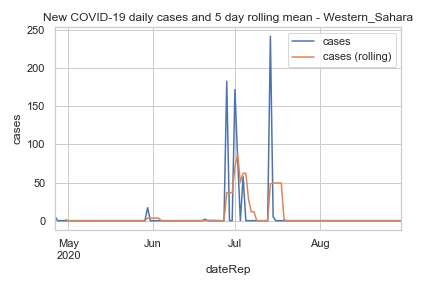 New COVID-19 daily cases and 5 day rolling mean - Western_Sahara
250
200
150
100
50
0
cases
cases
cases (rolling)
May
2020
Jun
Jul
Aug
dateRep